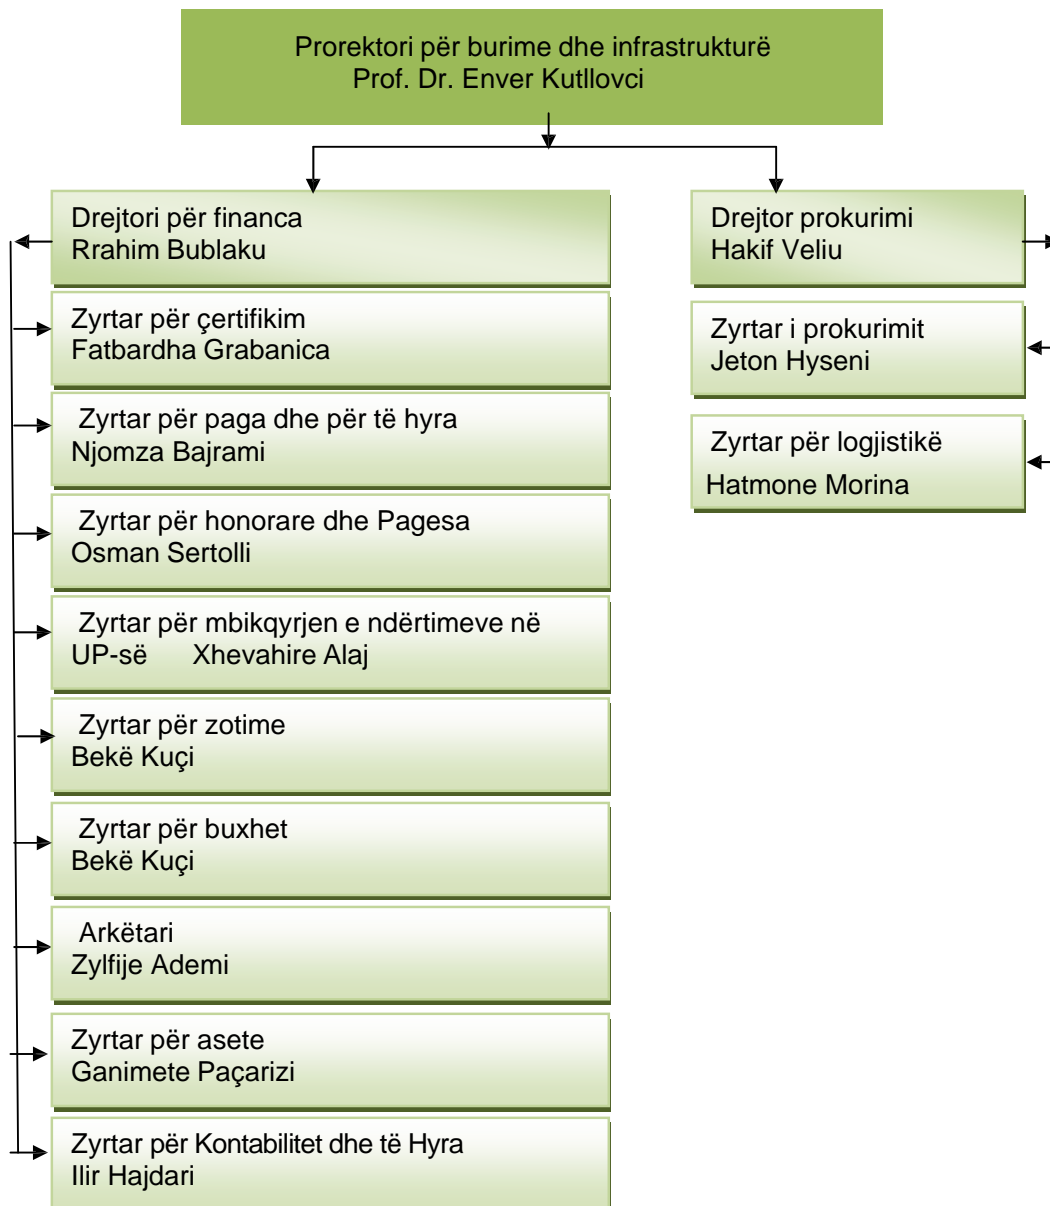 Prorektori për burime dhe infrastrukturë
Prof. Dr. Enver Kutllovci
Drejtori për financa
Rrahim Bublaku
Zyrtar për çertifikim
Fatbardha Grabanica
Zyrtar për paga dhe për të hyra
Njomza Bajrami
Zyrtar për honorare dhe Pagesa
Osman Sertolli
Zyrtar për mbikqyrjen e ndërtimeve në
UP-së Xhevahire Alaj
Zyrtar për zotime
Bekë Kuçi
Zyrtar për buxhet
Bekë Kuçi
Arkëtari
Zylfije Ademi
Zyrtar për asete
Ganimete Paçarizi
Zyrtar për Kontabilitet dhe të Hyra
Ilir Hajdari
Drejtor prokurimi
Hakif Veliu
Zyrtar i prokurimit
Jeton Hyseni
Zyrtar për logjistikë
Hatmone Morina